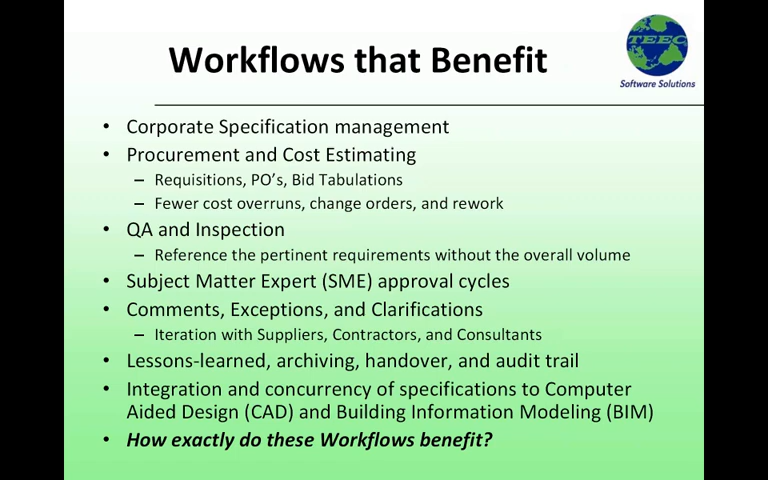 Workflows that Benefit
TEEC
Software Solutions
• Corporate Specification management
• Procurement and Cost Estimating
– Requisitions, PO’s, Bid Tabulations
– Fewer cost overruns, change orders, and rework
• QA and Inspection
– Reference the pertinent requirements without the overall volume
• Subject Matter Expert (SME) approval cycles
• Comments, Exceptions, and Clarifications
– Iteration with Suppliers, Contractors, and Consultants
• Lessons-learned, archiving, handover, and audit trail
• Integration and concurrency of specifications to Computer
Aided Design (CAD) and Building Information Modeling (BIM)
• How exactly do these Workflows benefit?